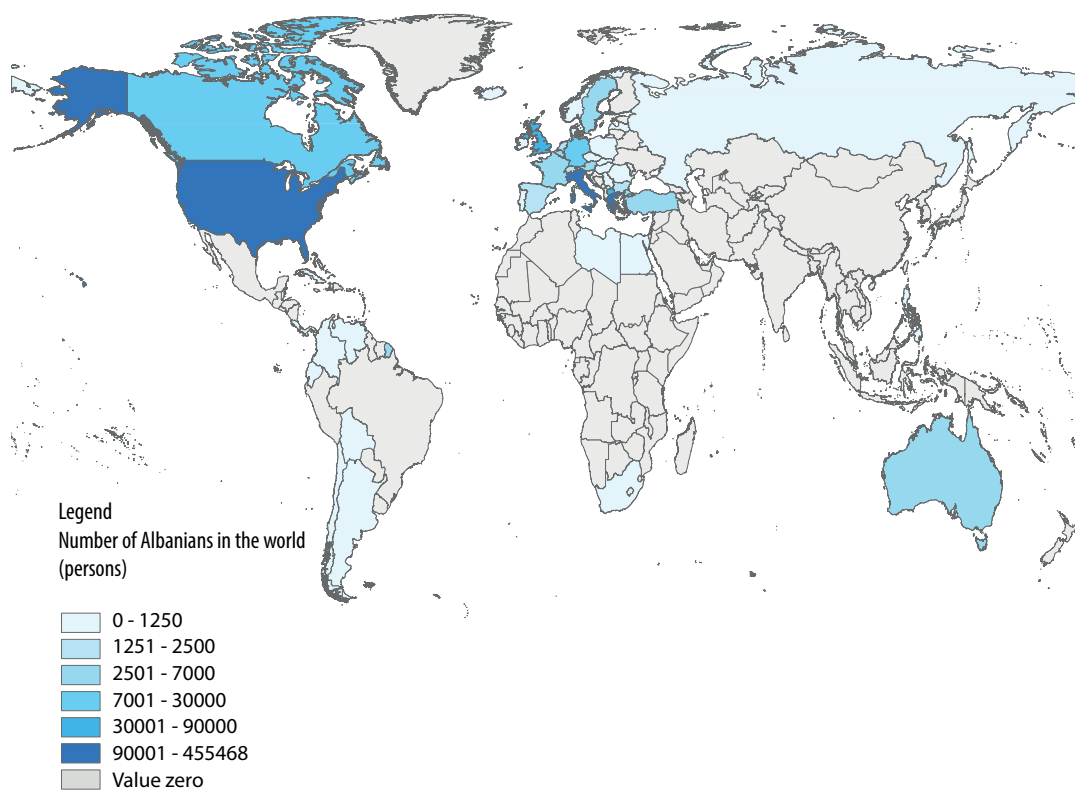 Legend
Number of Albanians in the world
(persons)
0 - 1250
1251 - 2500
2501 - 7000
7001 - 30000
30001 - 90000
90001 - 455468
Value zero